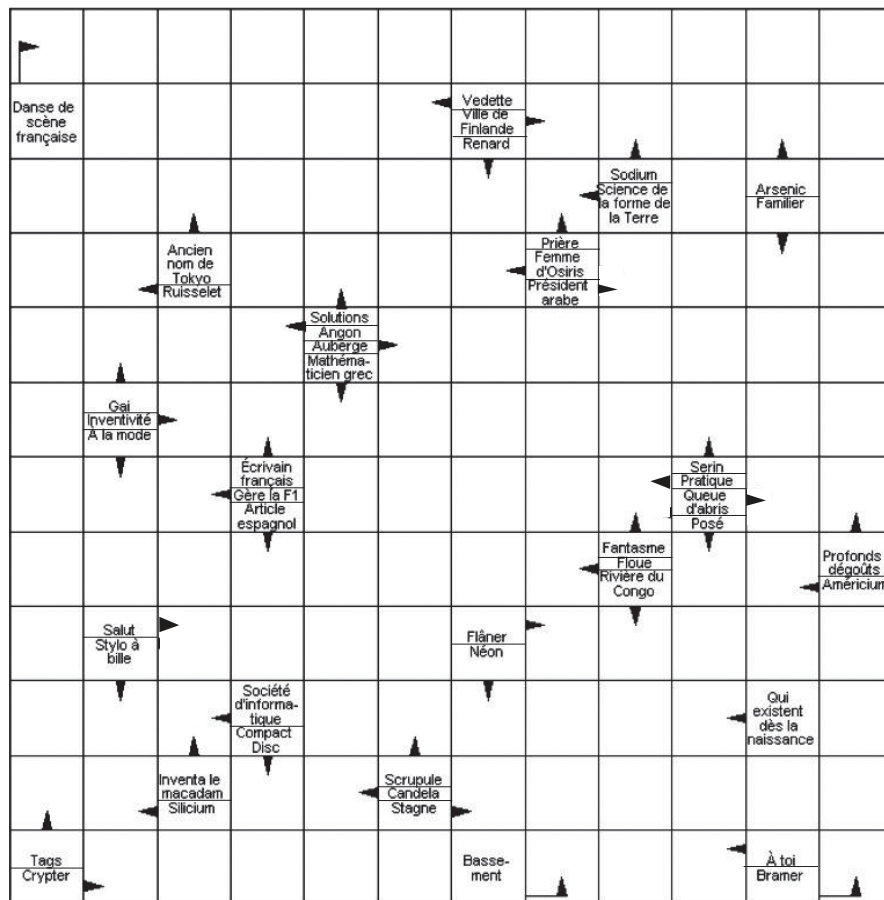 Danse de
scène
française
Vedette
Ville de
Finlande
Renard
Sodium
Science de
la forme de
la Terre
Arsenic
Familier
Ancien
nom de
Tokyo
Ruisselet
Prière
Femme
d'Osiris
Président
arabe
Solutions
Angon
Auberge
Mathéma-
ticien grec
Gai
Inventivité
À la mode
Écrivain
français
Gère la F1
Article
espagnol
Serin
Pratique
Queue
d'abris
Posé
Fantasme
Floue
Rivière du
Congo
Profonds
dégoûts
Américium
Salut
Stylo à
bille
Flâner
Néon
Société
d'informa-
tique
Compact
Disc
Qui
existent
dès la
naissance
Inventa le
macadam
Silicium
Scrupule
Candela
Stagne
Tags
Crypter
Basse-
ment
À toi
Bramer